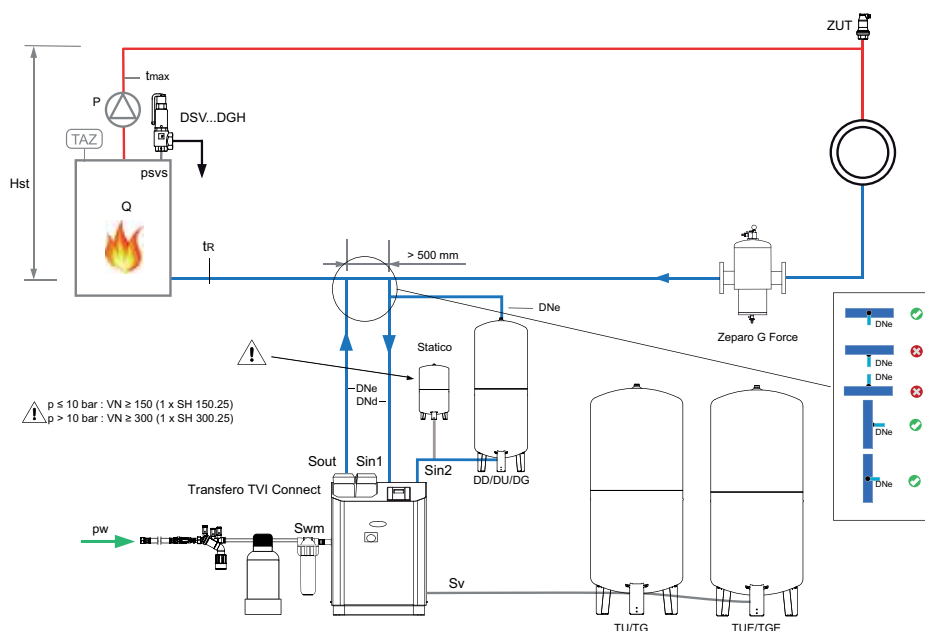 ZUT
tmax
P
DSV...DGH
TAZ
psvs
Hst
Q
tR
> 500 mm
DNe
Zeparo G Force
DNe
DNe
DNe
DNe
DNe
Statico
DNe
DNd
p ≤ 10 bar : VN ≥ 150 (1 x SH 150.25)
p > 10 bar : VN ≥ 300 (1 x SH 300.25)
Sout
Sin1
Sin2
DD/DU/DG
Transfero TVI Connect
pw
Swm
Sv
TU/TG
TUE/TGE